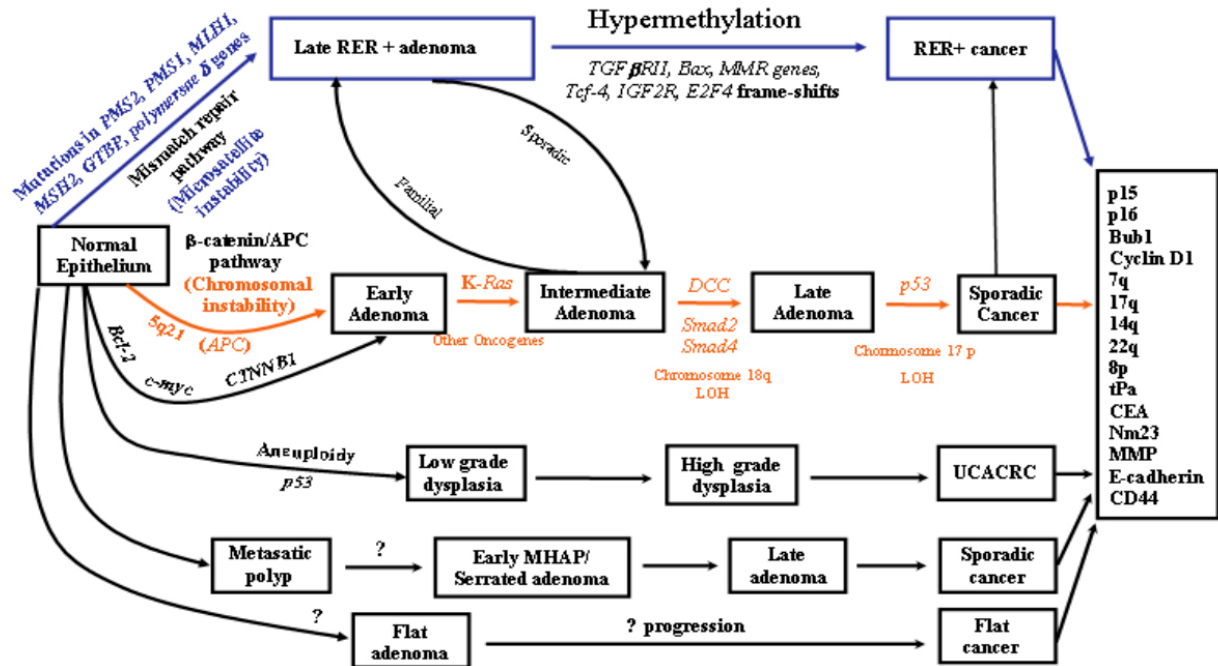 Hypermethylation
Late RER + adenoma
RER+ cancer
TGF βRII, Bax, MMR genes,
Tcf-4, IGF2R, E2F4 frame-shifts
Mutations in PMS2, PMS1, MLH1,
MSH2, GTBP, polymersae δ genes
Mismatch repair
pathway
(Microsatellite
instability)
Sporadic
Familial
Normal
Epithelium
β-catenin/APC
pathway
(Chromosomal
instability)
5q21
(APC)
Bcl-2
c-myc
CTNNB1
Early
Adenoma
K-Ras
Other Oncogenes
Intermediate
Adenoma
DCC
Smad2
Smad4
Chromosome 18q
LOH
Late
Adenoma
p53
Chormosome 17 p
LOH
Sporadic
Cancer
p15
p16
Bub1
Cyclin D1
7q
17q
14q
22q
8p
tPa
CEA
Nm23
MMP
E-cadherin
CD44
Aneuploidy
p53
Low grade
dysplasia
High grade
dysplasia
UCACRC
Metasatic
polyp
?
Early MHAP/
Serrated adenoma
Late
adenoma
Sporadic
cancer
?
Flat
adenoma
? progression
Flat
cancer